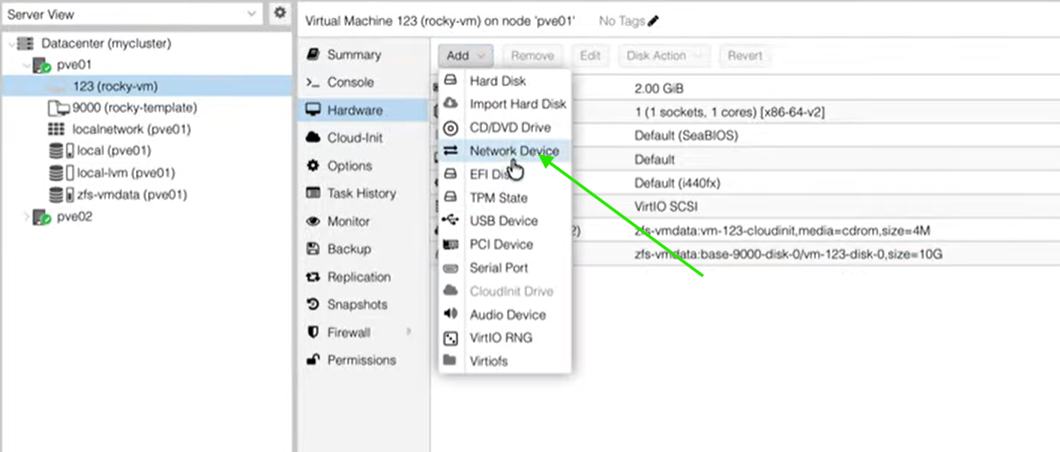 Server View
Datacenter (mycluster)
pve01
123 (rocky-vm)
9000 (rocky-template)
localnetwork (pve01)
local (pve01)
local-lvm (pve01)
zfs-vmdata (pve01)
pve02
Virtual Machine 123 (rocky-vm) on node 'pve01'
No Tags
Summary
>_ Console
Hardware
Cloud-Init
Options
Task History
Monitor
Backup
Replication
Snapshots
Firewall
Permissions
Add
Remove
Edit
Disk Action
Revert
Hard Disk
Import Hard Disk
CD/DVD Drive
Network Device
EFI
TPM State
USB Device
PCI Device
Serial Port
CloudInit Drive
Audio Device
VirtIO RNG
Virtiofs
2.00 GiB
1 (1 sockets, 1 cores) [x86-64-v2]
Default (SeaBIOS)
Default
Default (i440fx)
VirtIO SCSI
2) zfs-vmdata:vm-123-cloudinit,media=cdrom,size=4M
zfs-vmdata:base-9000-disk-0/vm-123-disk-0,size=10G